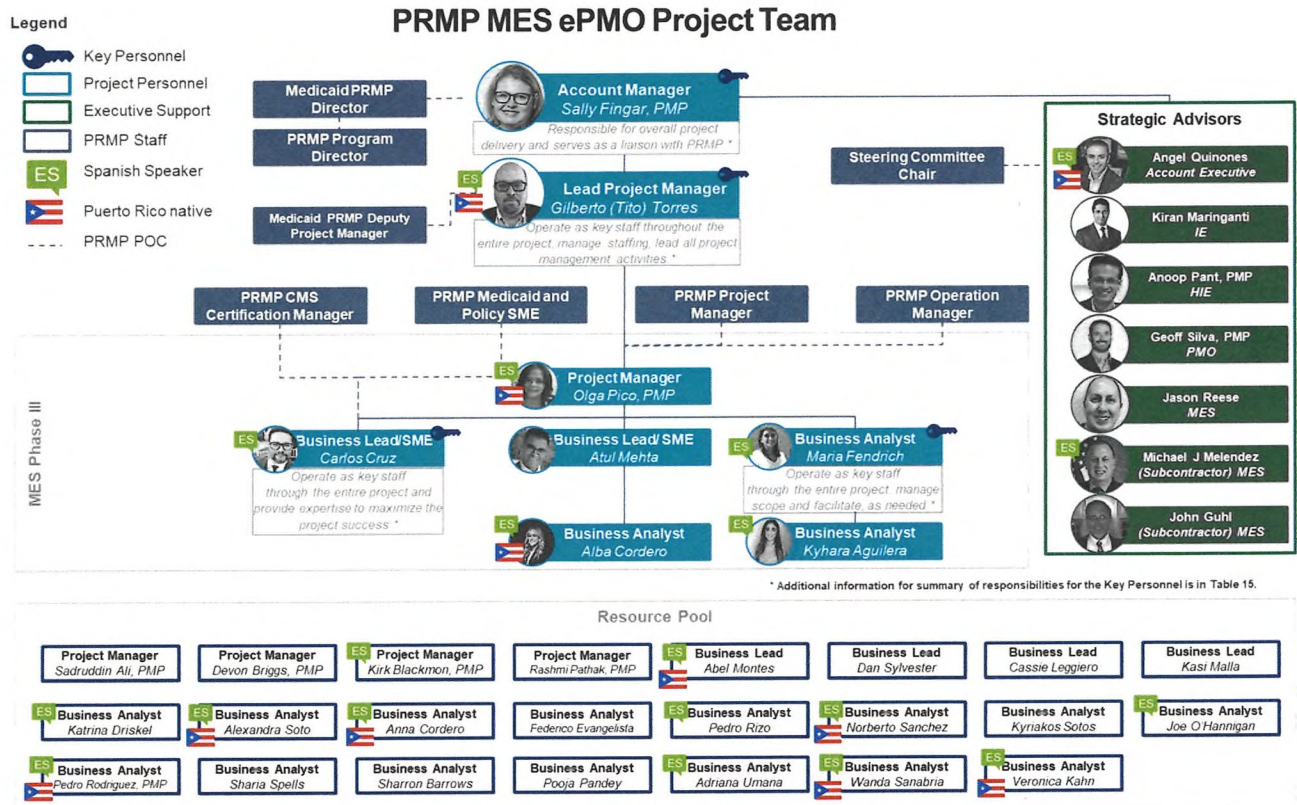 PRMP MES ePMO Project Team
Legend
Key Personnel
Project Personnel
Executive Support
PRMP Staff
ES
Spanish Speaker
Puerto Rico native
PRMP POC
Medicaid PRMP
Director
PRMP Program
Director
Medicaid PRMP Deputy
Project Manager
Account Manager
Sally Fingar, PMP
Responsible for overall project
delivery and serves as a liaison with PRMP *
ES
Lead Project Manager
Gilberto (Tito) Torres
Operate as key staff throughout the
entire project, manage staffing, lead all project
management activities *
Steering Committee
Chair
Strategic Advisors
ES
Angel Quinones
Account Executive
Kiran Maringanti
IE
Anoop Pant, PMP
HIE
Geoff Silva, PMP
PMO
Jason Reese
MES
ES
Michael J Melendez
(Subcontractor) MES
John Guhl
(Subcontractor) MES
PRMP CMS
Certification Manager
PRMP Medicaid and
Policy SME
PRMP Project
Manager
PRMP Operation
Manager
MES Phase III
ES
Project Manager
Olga Pico, PMP
ES
Business Lead/SME
Carlos Cruz
Operate as key staff
through the entire project and
provide expertise to maximize the
project success *
Business Lead/ SME
Atul Mehta
ES
Business Analyst
Maria Fendrich
Operate as key staff
through the entire project, manage
scope and facilitate, as needed *
ES
Business Analyst
Alba Cordero
ES
Business Analyst
Kyhara Aguilera
* Additional information for summary of responsibilities for the Key Personnel is in Table 15.
Resource Pool
Project Manager
Sadruddin Ali, PMP
Project Manager
Devon Briggs, PMP
ES
Project Manager
Kirk Blackmon, PMP
Project Manager
Rashmi Pathak, PMP
ES
Business Lead
Abel Montes
Business Lead
Dan Sylvester
Business Lead
Cassie Leggiero
Business Lead
Kasi Malla
ES
Business Analyst
Katrina Driskel
ES
Business Analyst
Alexandra Soto
ES
Business Analyst
Anna Cordero
Business Analyst
Federico Evangelista
ES
Business Analyst
Pedro Rizo
ES
Business Analyst
Norberto Sanchez
Business Analyst
Kyriakos Sotos
ES
Business Analyst
Joe O'Hannigan
ES
Business Analyst
Pedro Rodriguez, PMP
Business Analyst
Sharia Spells
Business Analyst
Sharron Barrows
Business Analyst
Pooja Pandey
ES
Business Analyst
Adriana Umana
ES
Business Analyst
Wanda Sanabria
ES
Business Analyst
Veronica Kahn